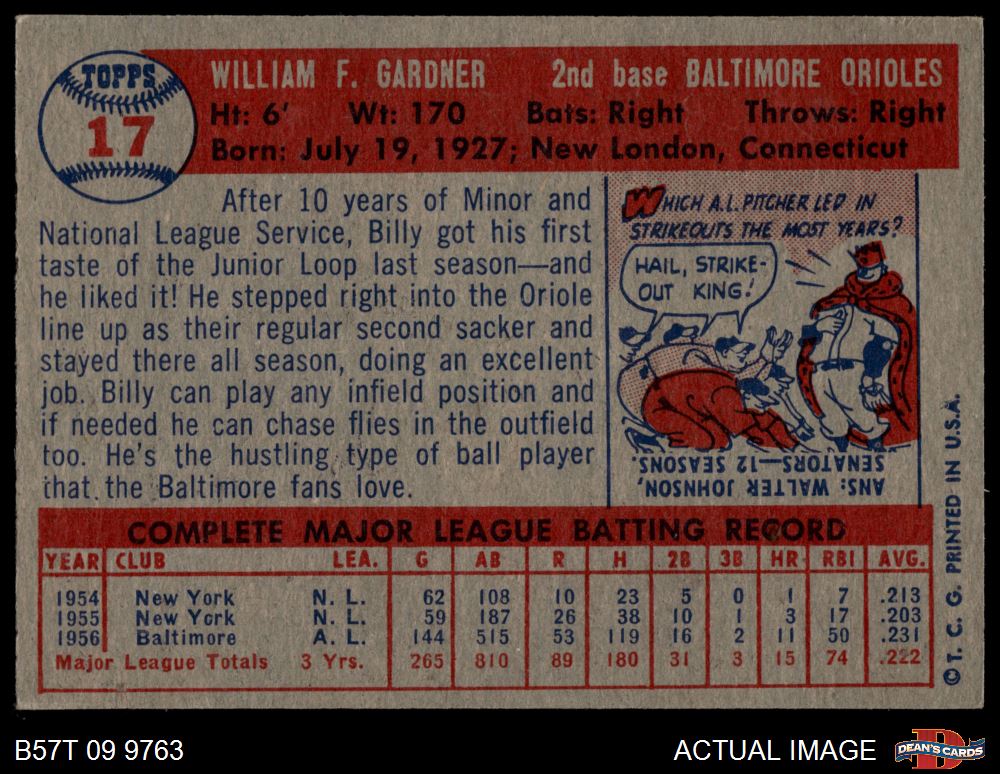 TOPPS
17
WILLIAM F. GARDNER 2nd base BALTIMORE ORIOLES
Ht: 6' Wt: 170 Bats: Right Throws: Right
Born: July 19, 1927; New London, Connecticut
After 10 years of Minor and
National League Service, Billy got his first
taste of the Junior Loop last season—and
he liked it! He stepped right into the Oriole
line up as their regular second sacker and
stayed there all season, doing an excellent
job. Billy can play any infield position and
if needed he can chase flies in the outfield
too. He's the hustling type of ball player
that the Baltimore fans love.
WHICH A.L. PITCHER LED IN
STRIKEOUTS THE MOST YEARS?
HAIL, STRIKE-
OUT KING!
ANS: WALTER JOHNSON,
SENATORS—12 SEASONS.
COMPLETE MAJOR LEAGUE BATTING RECORD
YEAR CLUB LEA. G AB R H 2B 3B HR RBI AVG.
1954 New York N. L. 62 108 10 23 5 0 1 7 .213
1955 New York N. L. 59 187 26 38 10 1 3 17 .203
1956 Baltimore A. L. 144 515 53 119 16 2 11 50 .231
Major League Totals 3 Yrs. 265 810 89 180 31 3 15 74 .222
© T. C. G. PRINTED IN U.S.A.
B57T 09 9763 ACTUAL IMAGE
D
DEAN'S CARDS